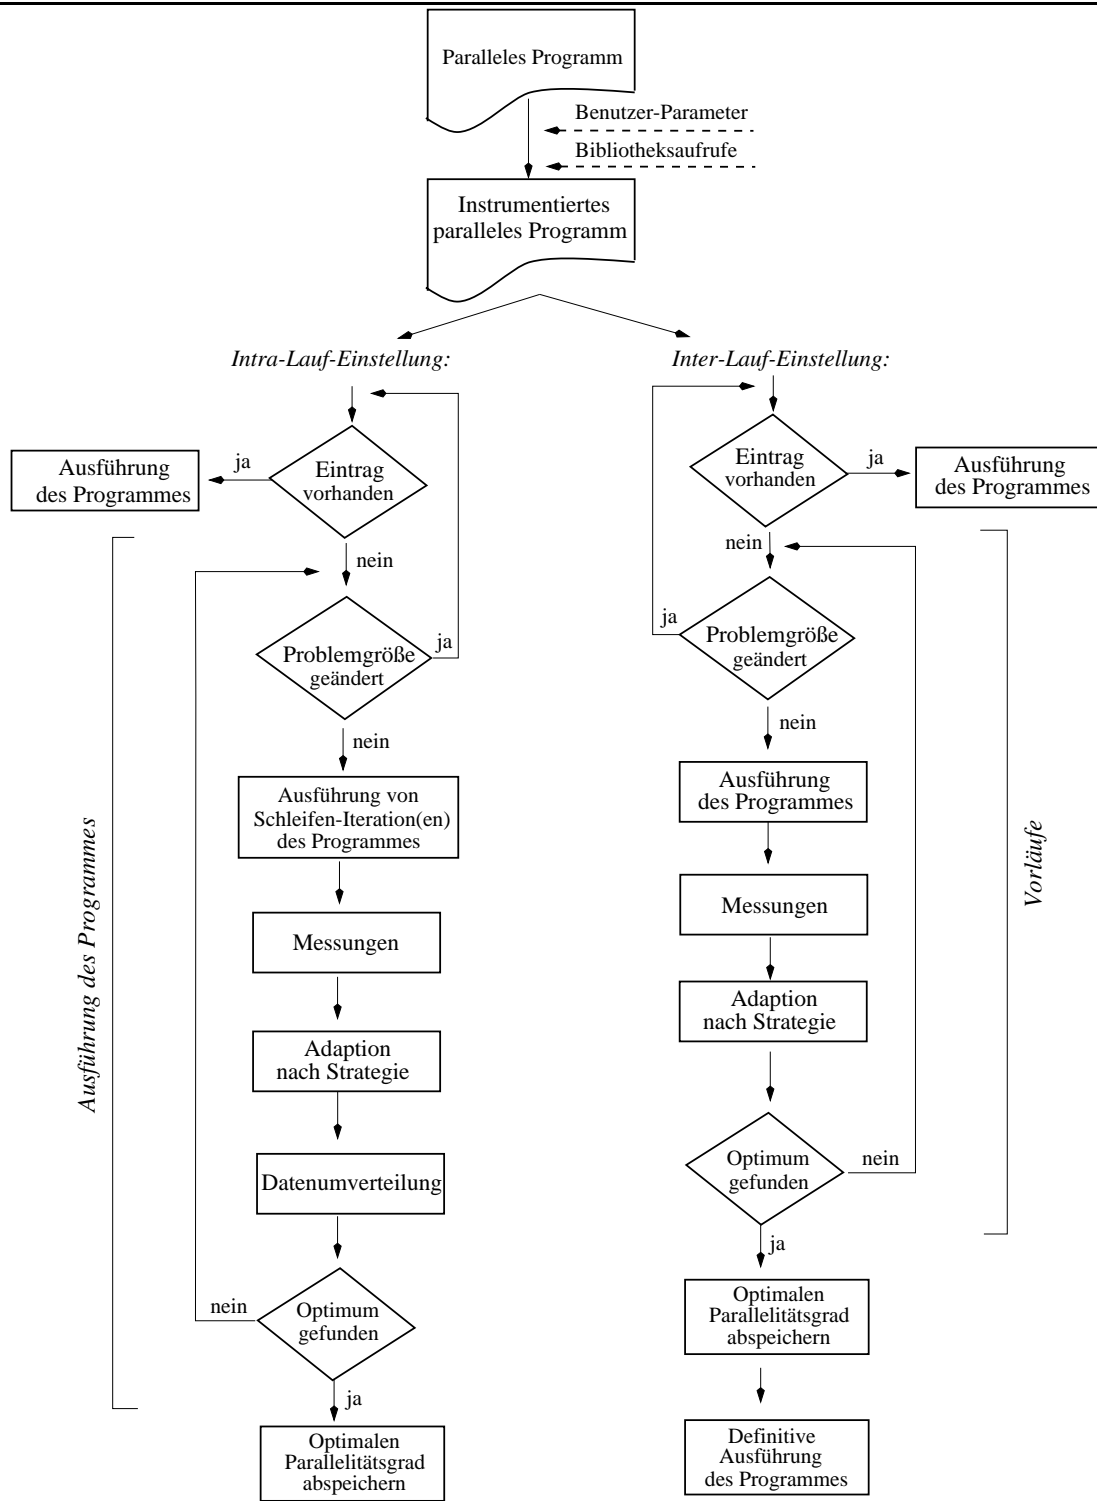 Paralleles Programm
Benutzer-Parameter
Bibliotheksaufrufe
Instrumentiertes
paralleles Programm
Intra-Lauf-Einstellung:
Eintrag
vorhanden
ja
Ausführung
des Programmes
nein
Problemgröße
geändert
ja
nein
Ausführung von
Schleifen-Iteration(en)
des Programmes
Messungen
Adaption
nach Strategie
Datenumverteilung
Optimum
gefunden
nein
ja
Optimalen
Parallelitätsgrad
abspeichern
Ausführung des Programmes
Inter-Lauf-Einstellung:
Eintrag
vorhanden
ja
Ausführung
des Programmes
nein
Problemgröße
geändert
ja
nein
Ausführung
des Programmes
Messungen
Adaption
nach Strategie
Optimum
gefunden
nein
ja
Optimalen
Parallelitätsgrad
abspeichern
Definitive
Ausführung
des Programmes
Vorläufe